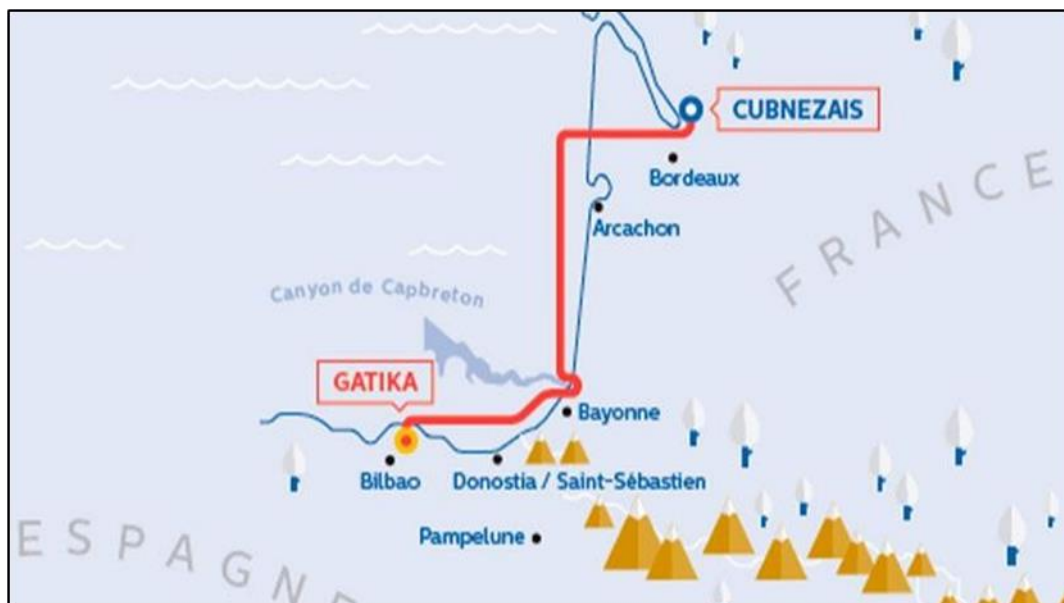 CUBNEZAIS
Bordeaux
Arcachon
FRANCE
Canyon de Capbreton
GATIKA
Bayonne
Bilbao
Donostia / Saint-Sébastien
Pampelune
ESPAGNE